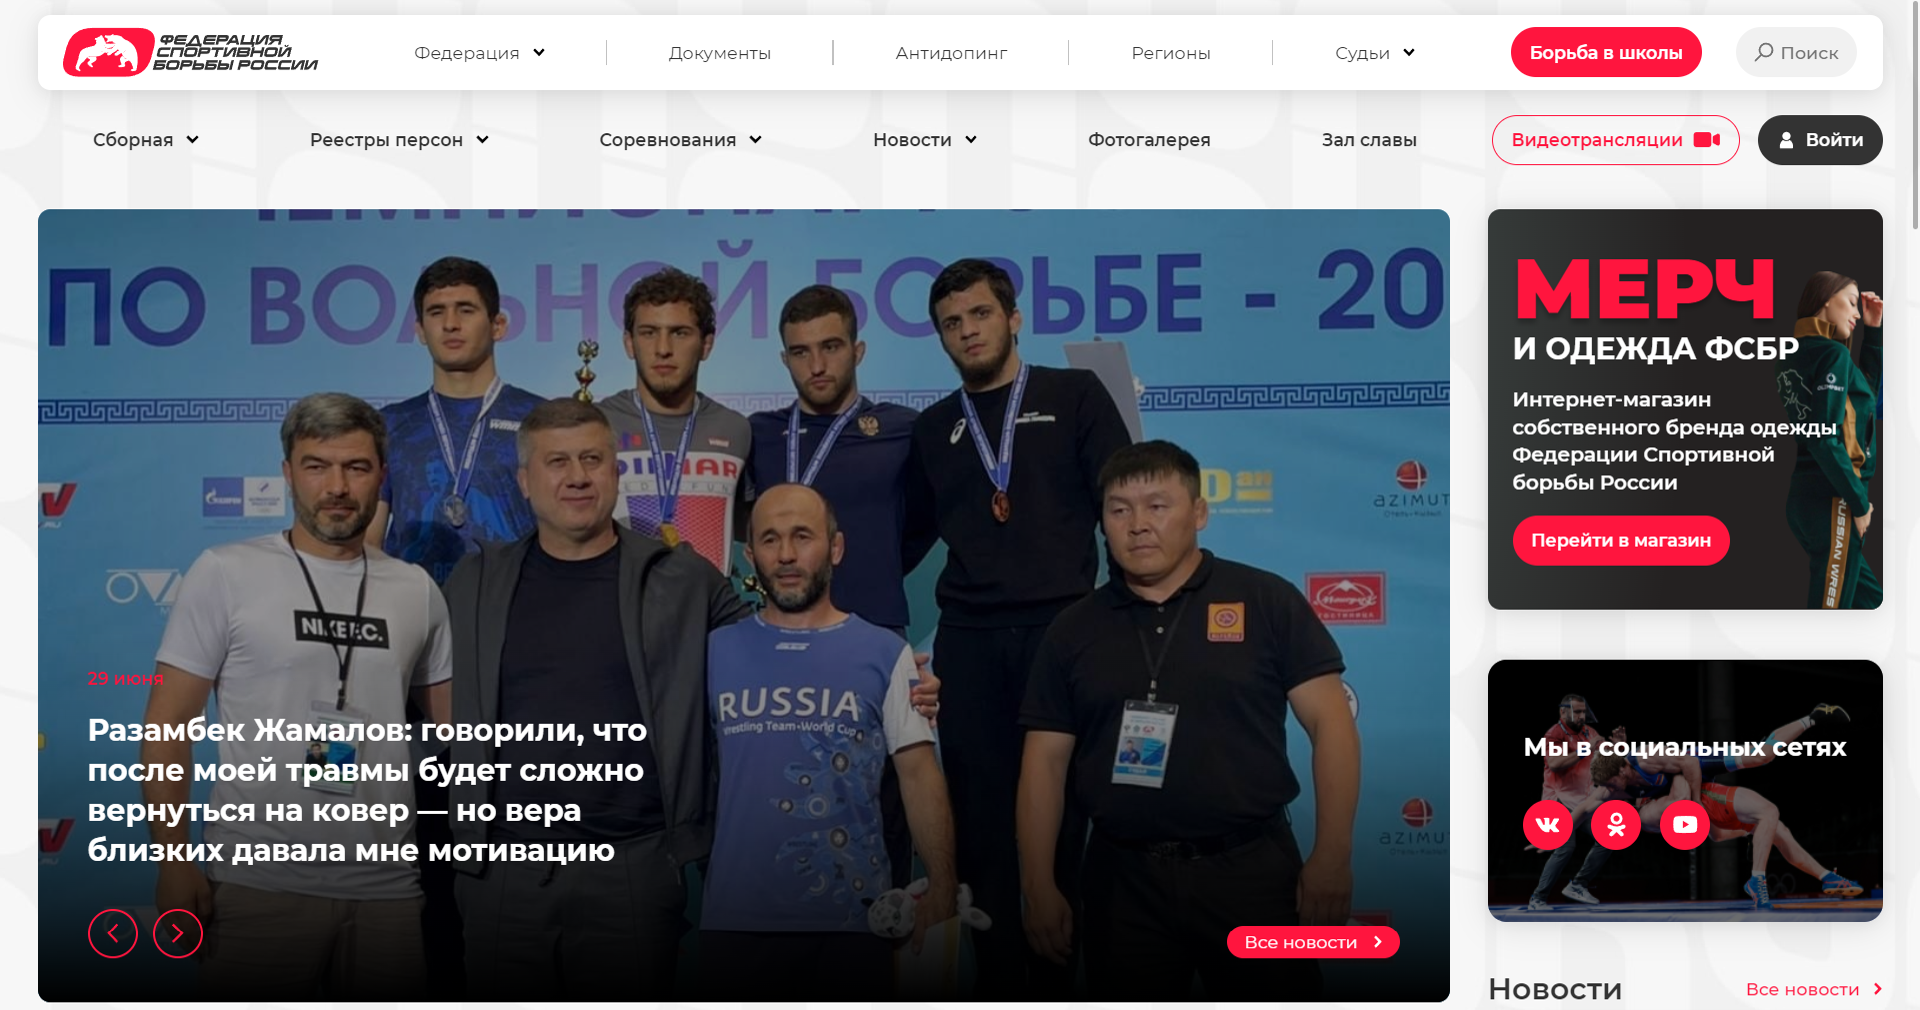 ФЕДЕРАЦИЯ
СПОРТИВНОЙ
БОРЬБЫ РОССИИ
Федерация
Документы
Антидопинг
Регионы
Судьи
Борьба в школы
Поиск
Сборная
Реестры персон
Соревнования
Новости
Фотогалерея
Зал славы
Видеотрансляции
Войти
ПО ВОЛЬНОЙ БОРЬБЕ - 20
azimut
azimut
RUSSIA
Wrestling Team•World Cup
29 июня
Разамбек Жамалов: говорили, что
после моей травмы будет сложно
вернуться на ковер — но вера
близких давала мне мотивацию
Все новости
МЕРЧ
И ОДЕЖДА ФСБР
Интернет-магазин
собственного бренда одежды
Федерации Спортивной
борьбы России
Перейти в магазин
Мы в социальных сетях
Новости
Все новости